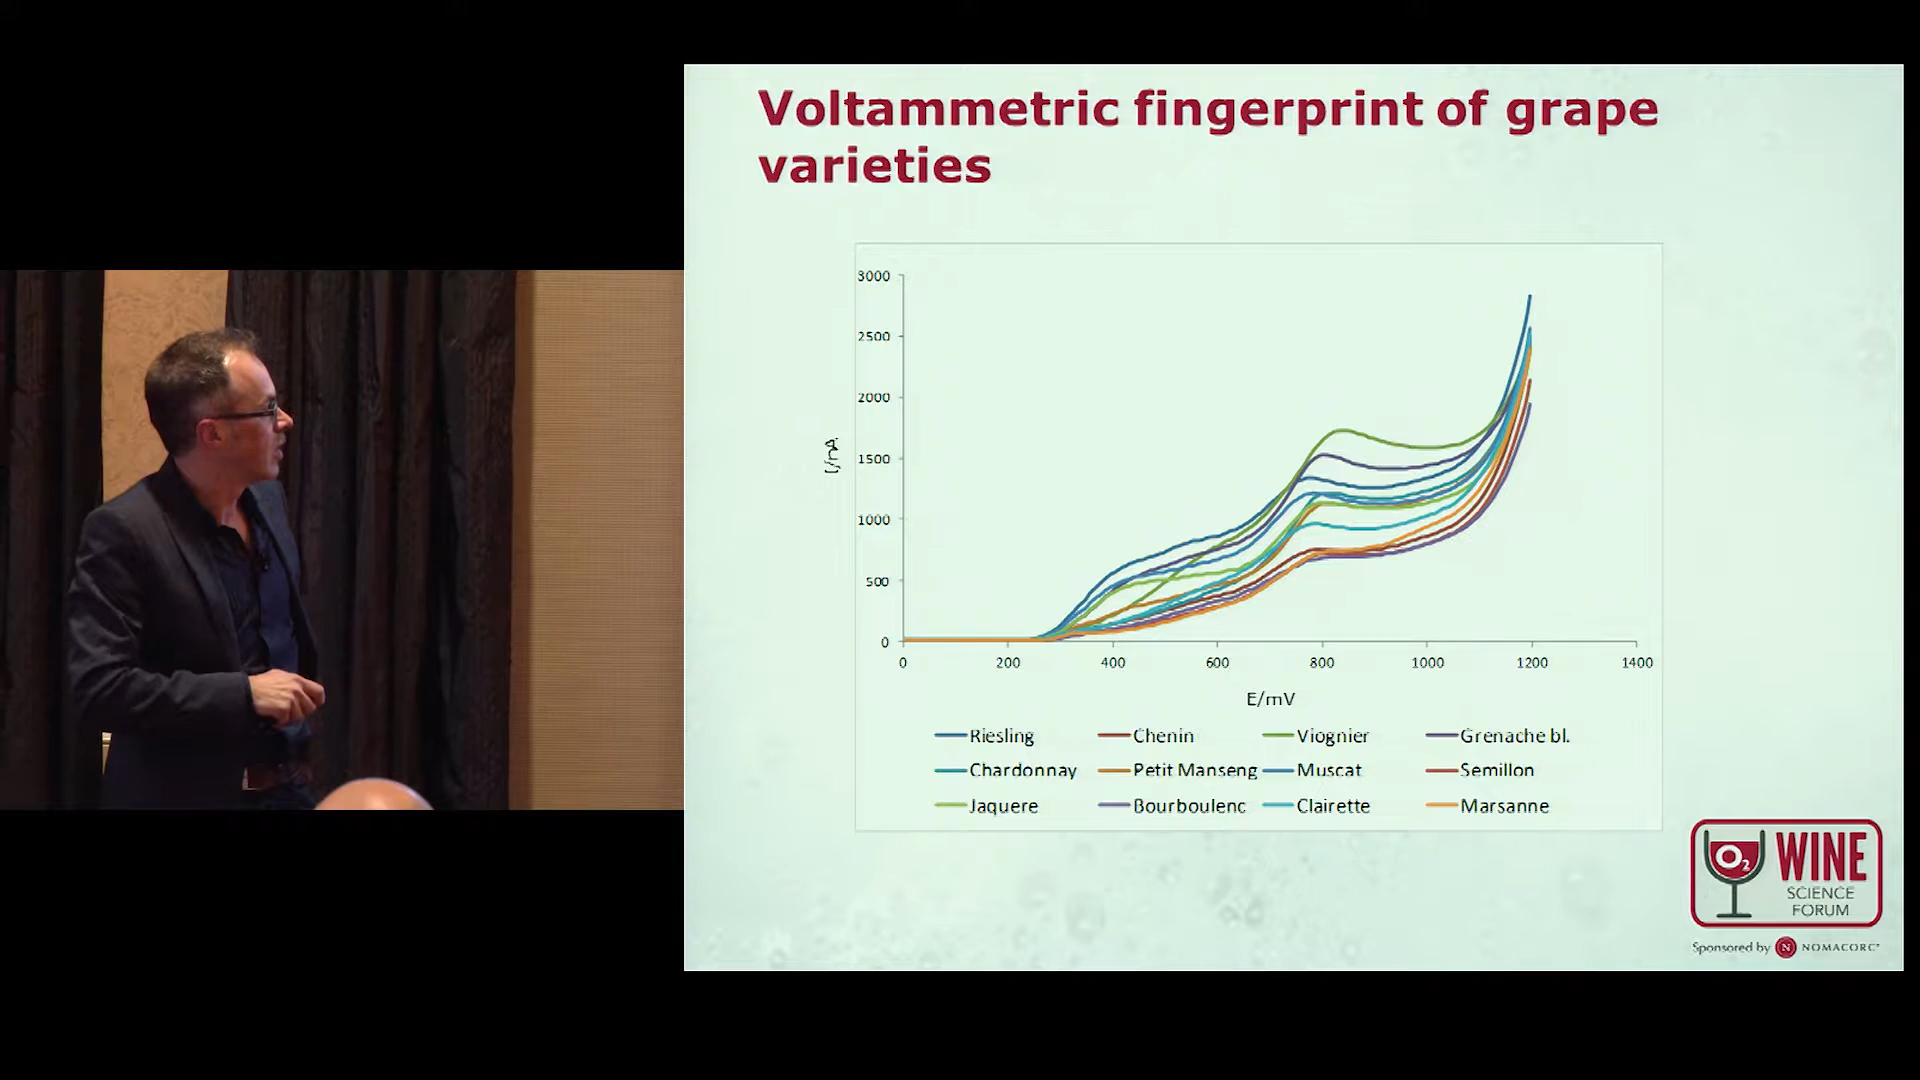 Voltammetric fingerprint of grape
varieties
3000
2500
2000
1500
1000
500
0
I/nA
0 200 400 600 800 1000 1200 1400
E/mV
Riesling Chenin Viognier Grenache bl.
Chardonnay Petit Manseng Muscat Semillon
Jaquere Bourboulenc Clairette Marsanne
O2 WINE
SCIENCE
FORUM
Sponsored by N NOMACORC